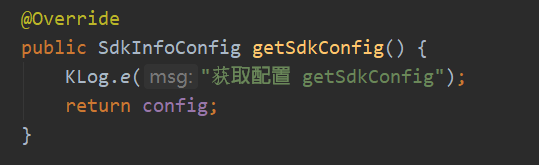 @Override
public SdkInfoConfig getSdkConfig() {
KLog.e( msg: "获取配置 getSdkConfig");
return config;
}